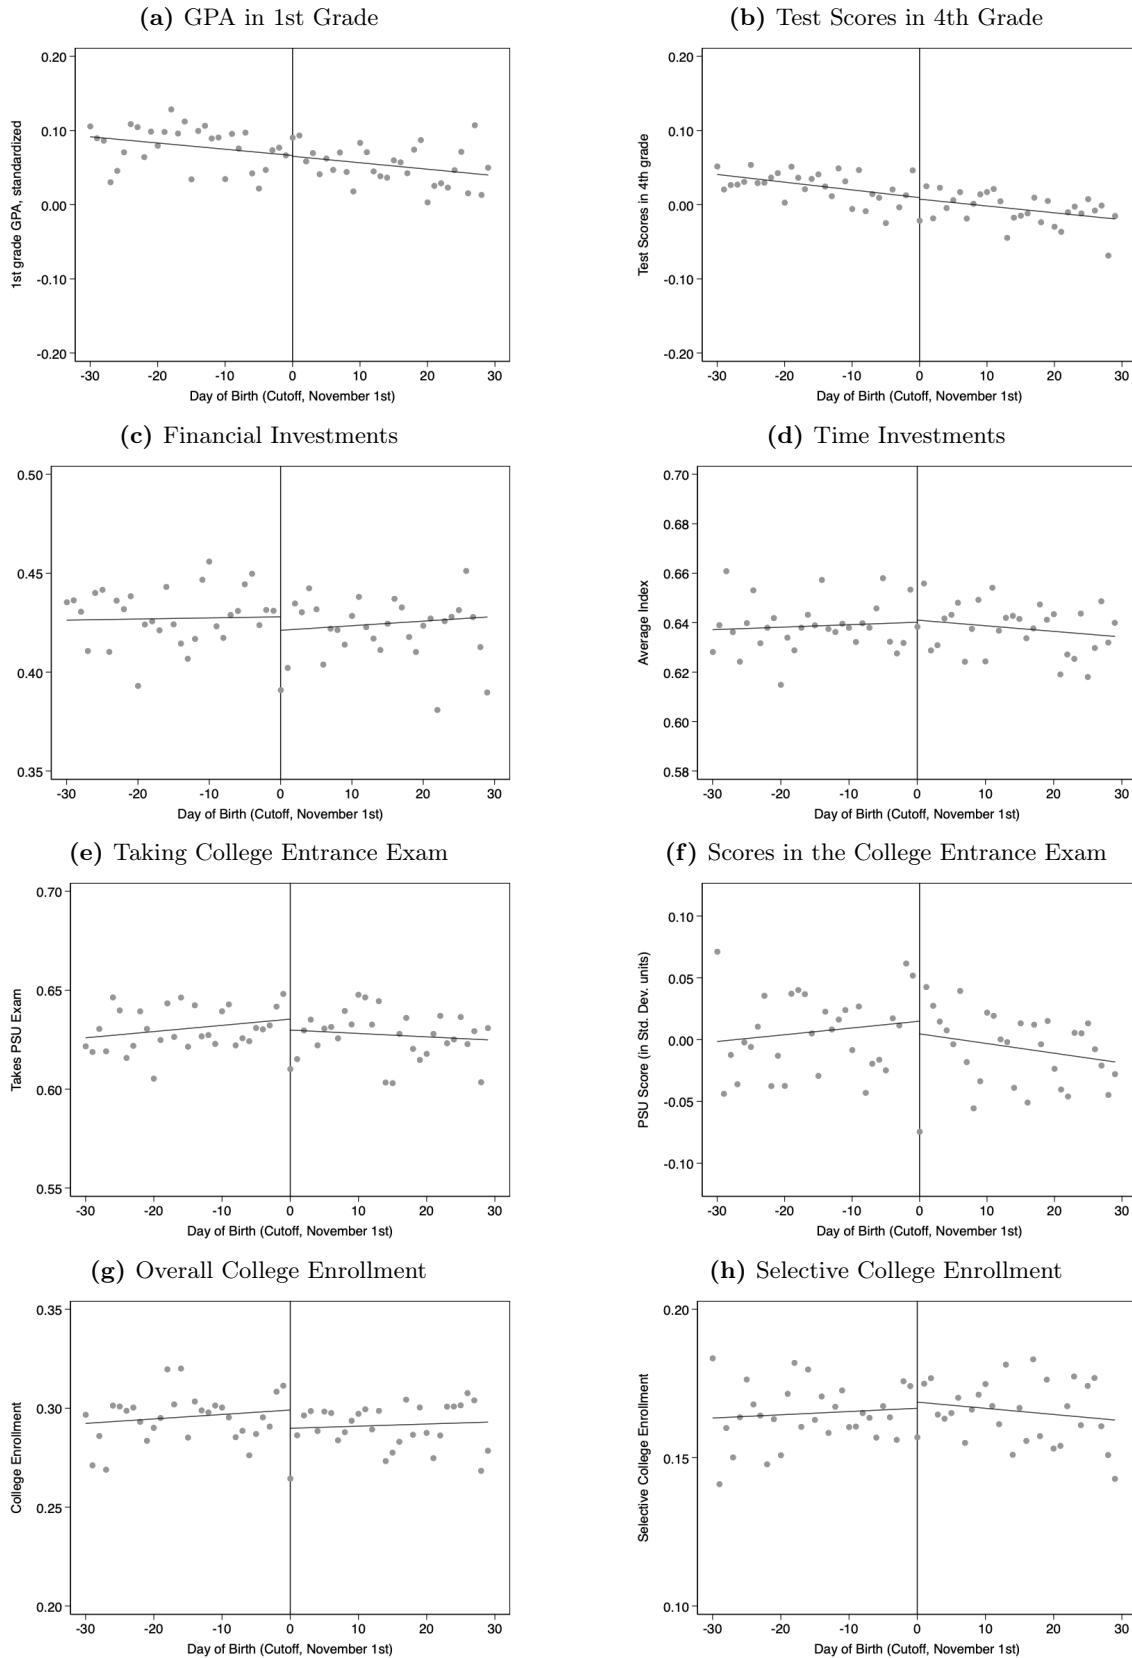 (a) GPA in 1st Grade
1st grade GPA, standardized
0.20
0.10
0.00
-0.10
-0.20
-30 -20 -10 0 10 20 30
Day of Birth (Cutoff, November 1st)
(b) Test Scores in 4th Grade
Test Scores in 4th grade
0.20
0.10
0.00
-0.10
-0.20
-30 -20 -10 0 10 20 30
Day of Birth (Cutoff, November 1st)
(c) Financial Investments
0.50
0.45
0.40
0.35
-30 -20 -10 0 10 20 30
Day of Birth (Cutoff, November 1st)
(d) Time Investments
Average Index
0.70
0.68
0.66
0.64
0.62
0.60
0.58
-30 -20 -10 0 10 20 30
Day of Birth (Cutoff, November 1st)
(e) Taking College Entrance Exam
Takes PSU Exam
0.70
0.65
0.60
0.55
-30 -20 -10 0 10 20 30
Day of Birth (Cutoff, November 1st)
(f) Scores in the College Entrance Exam
PSU Score (in Std. Dev. units)
0.10
0.05
0.00
-0.05
-0.10
-30 -20 -10 0 10 20 30
Day of Birth (Cutoff, November 1st)
(g) Overall College Enrollment
College Enrollment
0.35
0.30
0.25
0.20
-30 -20 -10 0 10 20 30
Day of Birth (Cutoff, November 1st)
(h) Selective College Enrollment
Selective College Enrollment
0.20
0.15
0.10
-30 -20 -10 0 10 20 30
Day of Birth (Cutoff, November 1st)